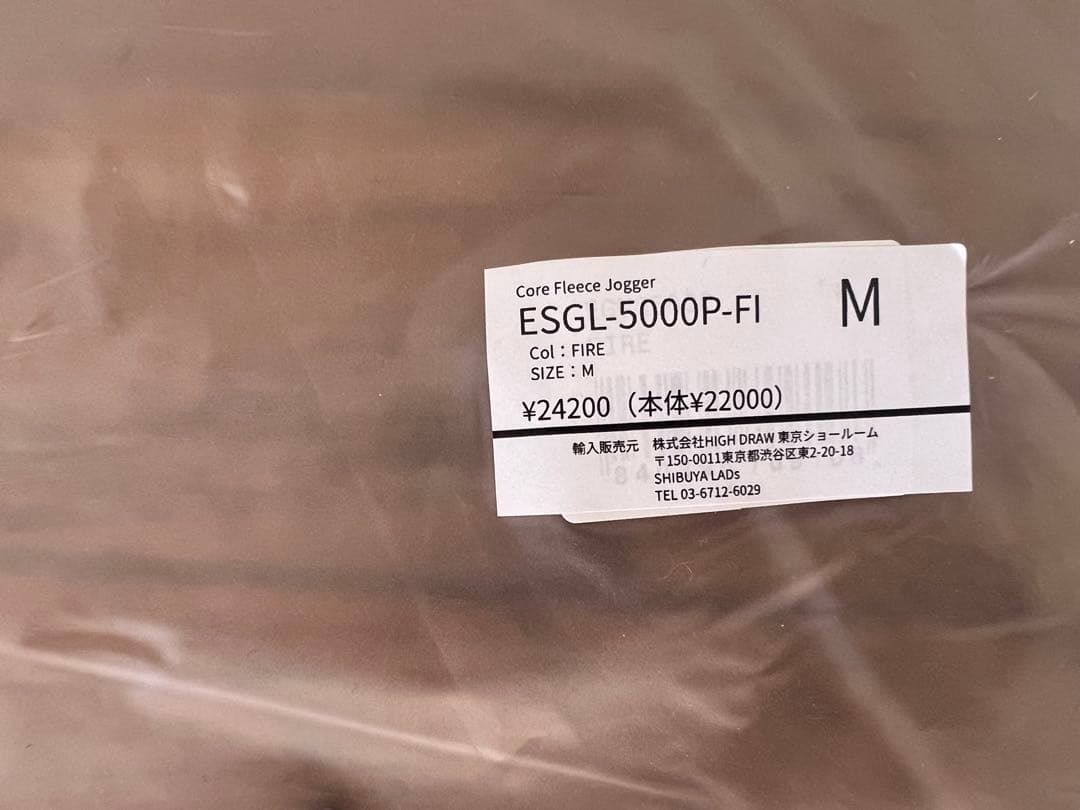 Core Fleece Jogger
ESGL-5000P-FI
M
Col：FIRE
SIZE：M
¥24200（本体¥22000）
輸入販売元 株式会社HIGH DRAW 東京ショールーム
〒150-0011東京都渋谷区東2-20-18
SHIBUYA LADs
TEL 03-6712-6029